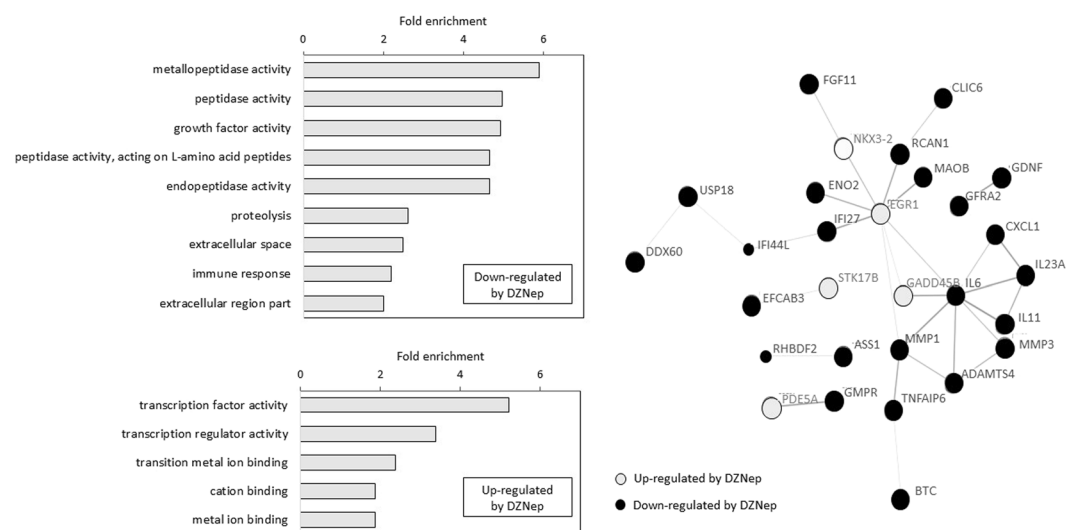 Fold enrichment
0 2 4 6
metallopeptidase activity
peptidase activity
growth factor activity
peptidase activity, acting on L-amino acid peptides
endopeptidase activity
proteolysis
extracellular space
immune response
extracellular region part
Down-regulated
by DZNep
Fold enrichment
0 2 4 6
transcription factor activity
transcription regulator activity
transition metal ion binding
cation binding
metal ion binding
Up-regulated
by DZNep
FGF11
CLIC6
NKX3-2
RCAN1
MAOB
GDNF
ENO2
USP18
EGR1
GFRA2
IFI27
CXCL1
IFI44L
DDX60
IL23A
STK17B
GADD45B
IL6
EFCAB3
IL11
MMP1
RHBDF2
ASS1
MMP3
ADAMTS4
PDE5A
GMPR
TNFAIP6
BTC
Up-regulated by DZNep
Down-regulated by DZNep